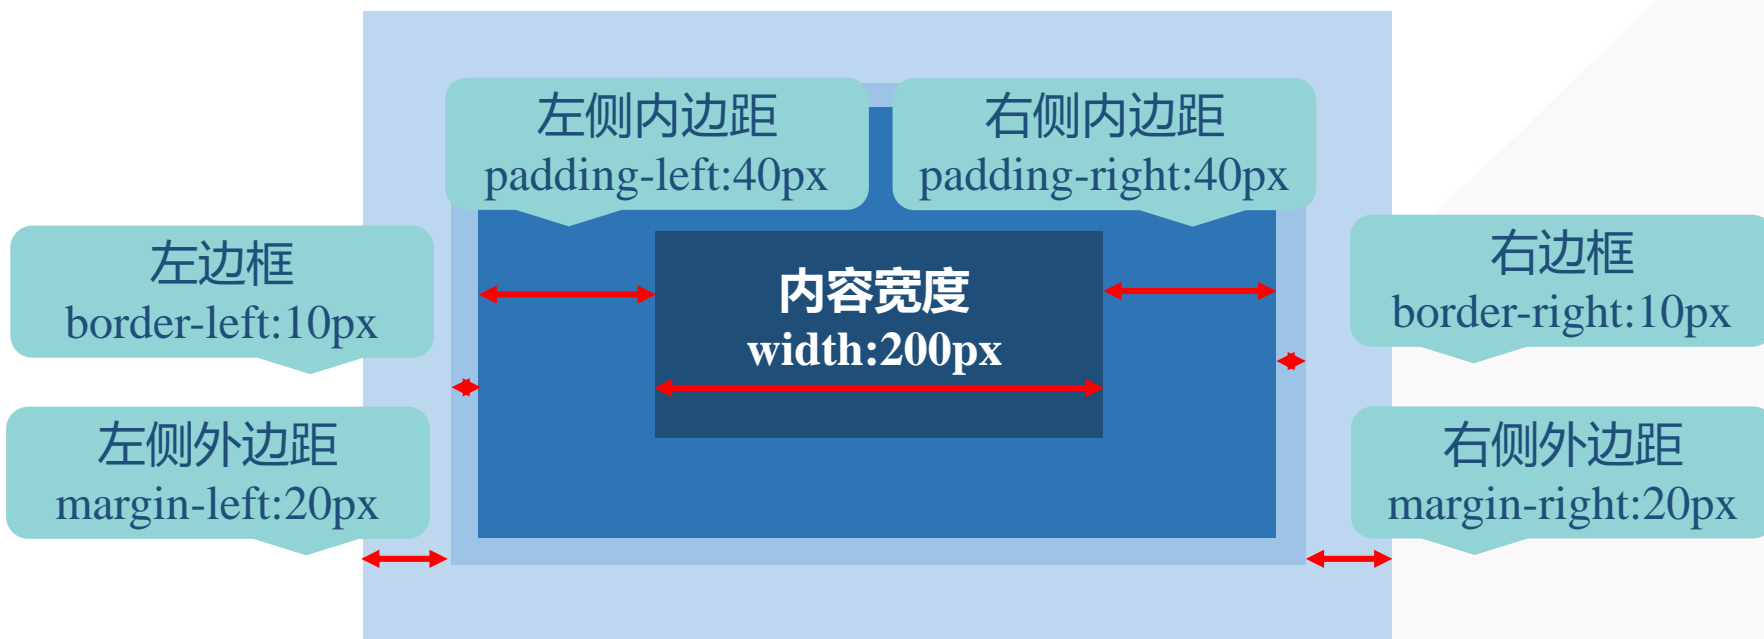 左侧内边距
padding-left:40px
右侧内边距
padding-right:40px
左边框
border-left:10px
内容宽度
width:200px
右边框
border-right:10px
左侧外边距
margin-left:20px
右侧外边距
margin-right:20px